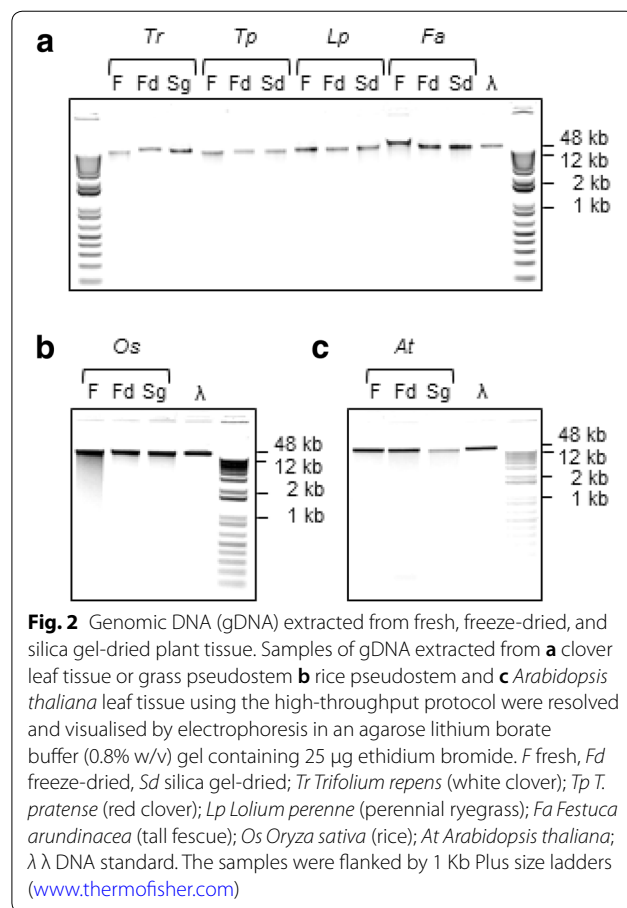 a
Tr Tp Lp Fa
F Fd Sg F Fd Sd F Fd Sd F Fd Sd λ
48 kb
12 kb
2 kb
1 kb
b
Os
F Fd Sg λ
48 kb
12 kb
2 kb
1 kb
c
At
F Fd Sg λ
48 kb
12 kb
2 kb
1 kb
Fig. 2 Genomic DNA (gDNA) extracted from fresh, freeze-dried, and
silica gel-dried plant tissue. Samples of gDNA extracted from a clover
leaf tissue or grass pseudostem b rice pseudostem and c Arabidopsis
thaliana leaf tissue using the high-throughput protocol were resolved
and visualised by electrophoresis in an agarose lithium borate
buffer (0.8% w/v) gel containing 25 µg ethidium bromide. F fresh, Fd
freeze-dried, Sd silica gel-dried; Tr Trifolium repens (white clover); Tp T.
pratense (red clover); Lp Lolium perenne (perennial ryegrass); Fa Festuca
arundinacea (tall fescue); Os Oryza sativa (rice); At Arabidopsis thaliana;
λ λ DNA standard. The samples were flanked by 1 Kb Plus size ladders
(www.thermofisher.com)